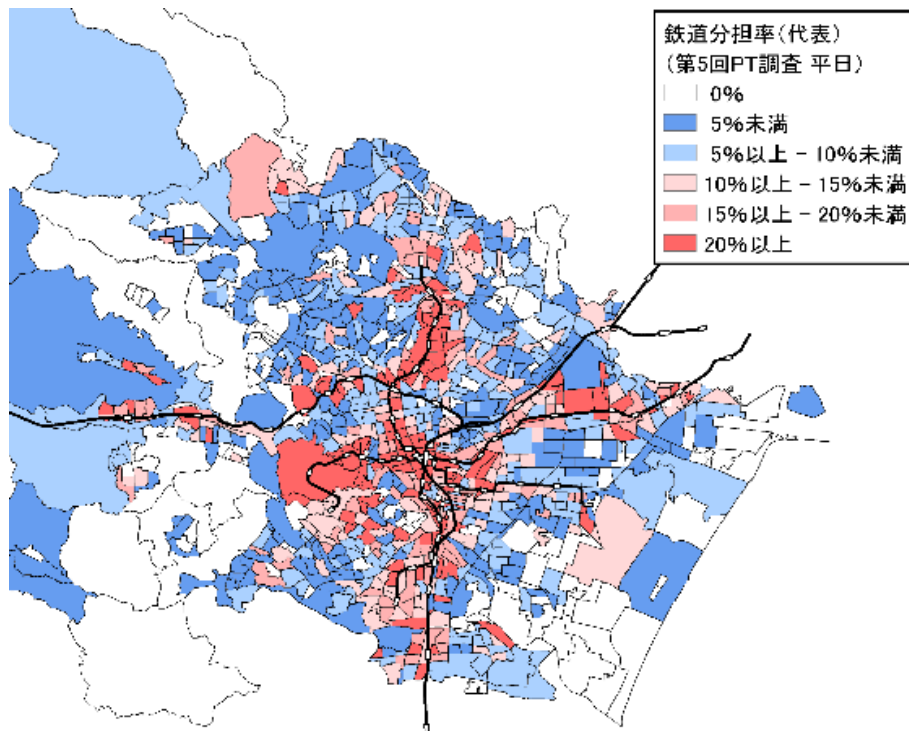 鉄道分担率(代表)
(第5回PT調査 平日)
0%
5%未満
5%以上 - 10%未満
10%以上 - 15%未満
15%以上 - 20%未満
20%以上